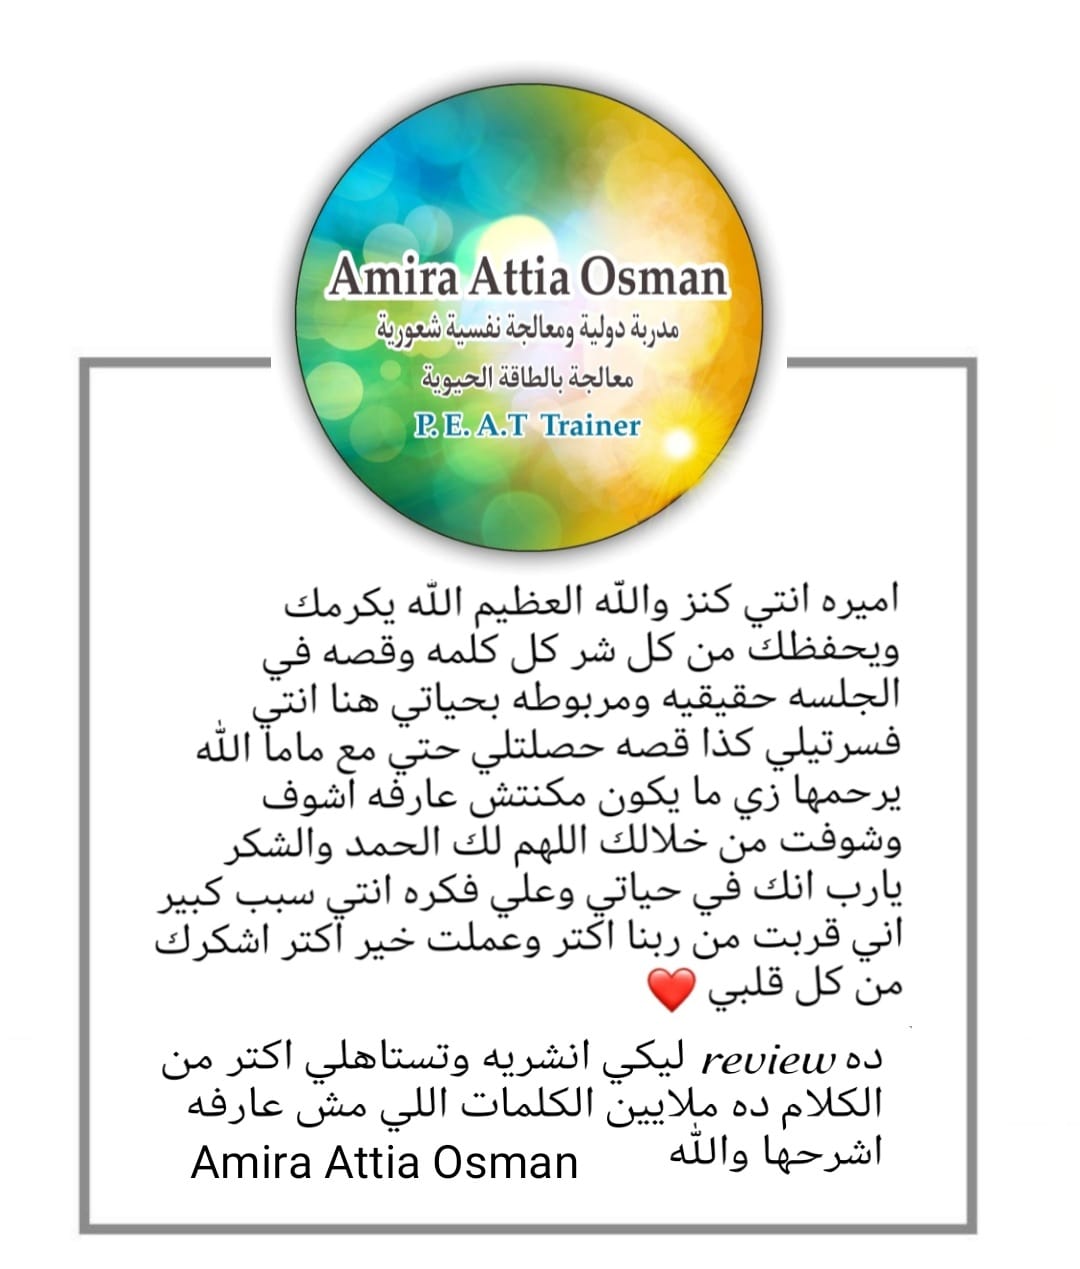 Amira Attia Osman
مدربة دولية ومعالجة نفسية شعورية
معالجة بالطاقة الحيوية
P. E. A.T Trainer
اميره انتي كنز والله العظيم الله يكرمك
ويحفظك من كل شر كل كلمه وقصه في
الجلسه حقيقيه ومربوطه بحياتي هنا انتي
فسرتيلي كذا قصه حصلتلي حتي مع ماما الله
يرحمها زي ما يكون مكنتش عارفه اشوف
وشوفت من خلالك اللهم لك الحمد والشكر
يارب انك في حياتي وعلي فكره انتي سبب كبير
اني قربت من ربنا اكتر وعملت خير اكتر اشكرك
من كل قلبي ❤️
ده review ليكي انشريه وتستاهلي اكتر من
الكلام ده ملايين الكلمات اللي مش عارفه
اشرحها والله
Amira Attia Osman